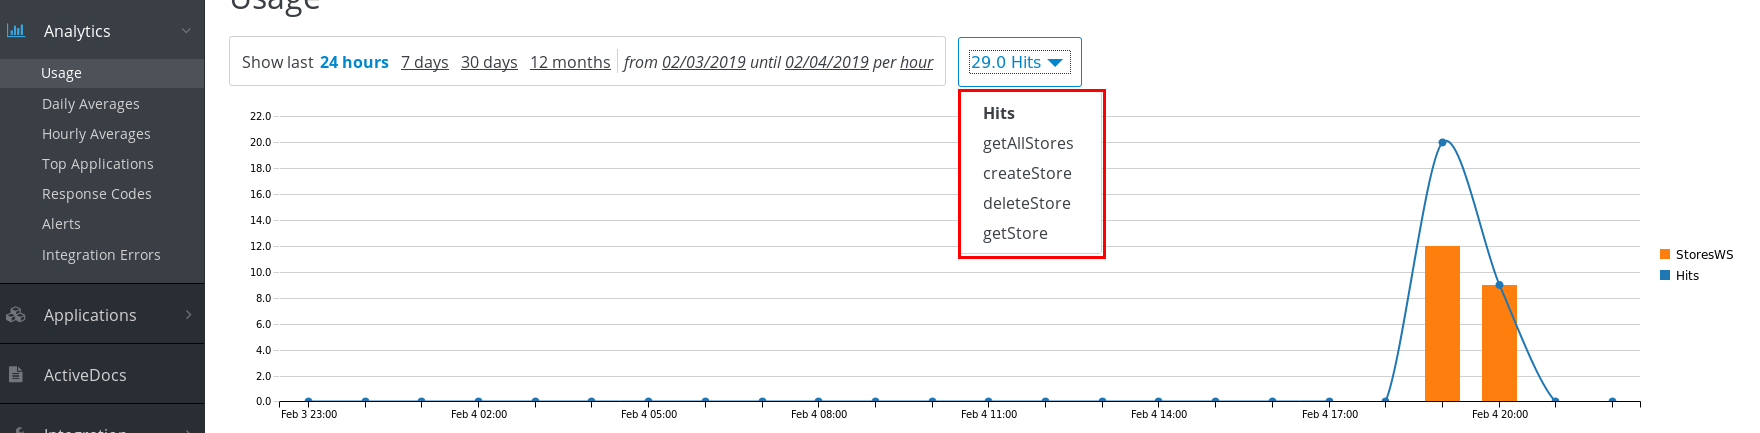 Usage
Analytics
Usage
Daily Averages
Hourly Averages
Top Applications
Response Codes
Alerts
Integration Errors
Applications
ActiveDocs
Integration
Show last 24 hours 7 days 30 days 12 months from 02/03/2019 until 02/04/2019 per hour
29.0 Hits
Hits
getAllStores
createStore
deleteStore
getStore
22.0
20.0
18.0
16.0
14.0
12.0
10.0
8.0
6.0
4.0
2.0
0.0
Feb 3 23:00 Feb 4 02:00 Feb 4 05:00 Feb 4 08:00 Feb 4 11:00 Feb 4 14:00 Feb 4 17:00 Feb 4 20:00
StoresWS
Hits